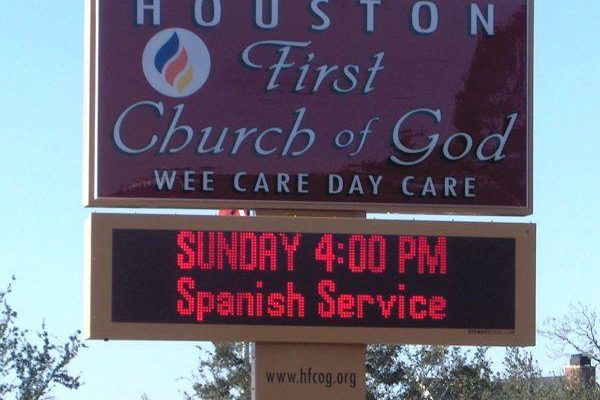 HOUSTON
First
Church of God
WEE CARE DAY CARE
SUNDAY 4:00 PM
Spanish Service
www.hfcog.org